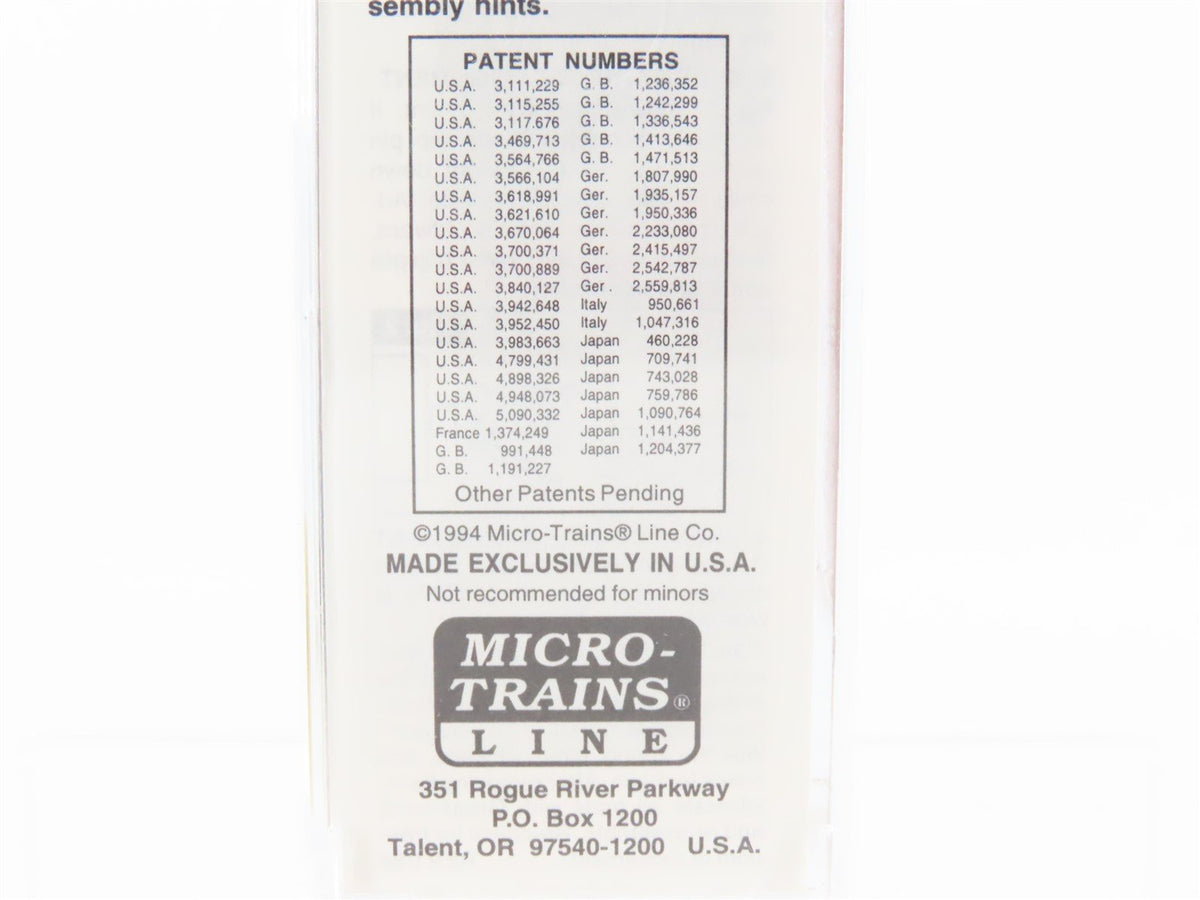 sembly hints.
PATENT NUMBERS
U.S.A. 3,111,229 G. B. 1,236,352
U.S.A. 3,115,255 G. B. 1,242,299
U.S.A. 3,117.676 G. B. 1,336,543
U.S.A. 3,469,713 G. B. 1,413,646
U.S.A. 3,564,766 G. B. 1,471,513
U.S.A. 3,566,104 Ger. 1,807,990
U.S.A. 3,618,991 Ger. 1,935,157
U.S.A. 3,621,610 Ger. 1,950,336
U.S.A. 3,670,064 Ger. 2,233,080
U.S.A. 3,700,371 Ger. 2,415,497
U.S.A. 3,700,889 Ger. 2,542,787
U.S.A. 3,840,127 Ger . 2,559,813
U.S.A. 3,942,648 Italy 950,661
U.S.A. 3,952,450 Italy 1,047,316
U.S.A. 3,983,663 Japan 460,228
U.S.A. 4,799,431 Japan 709,741
U.S.A. 4,898,326 Japan 743,028
U.S.A. 4,948,073 Japan 759,786
U.S.A. 5,090,332 Japan 1,090,764
France 1,374,249 Japan 1,141,436
G. B. 991,448 Japan 1,204,377
G. B. 1,191,227
Other Patents Pending
©1994 Micro-Trains® Line Co.
MADE EXCLUSIVELY IN U.S.A.
Not recommended for minors
MICRO-
TRAINS®
LINE
351 Rogue River Parkway
P.O. Box 1200
Talent, OR 97540-1200 U.S.A.